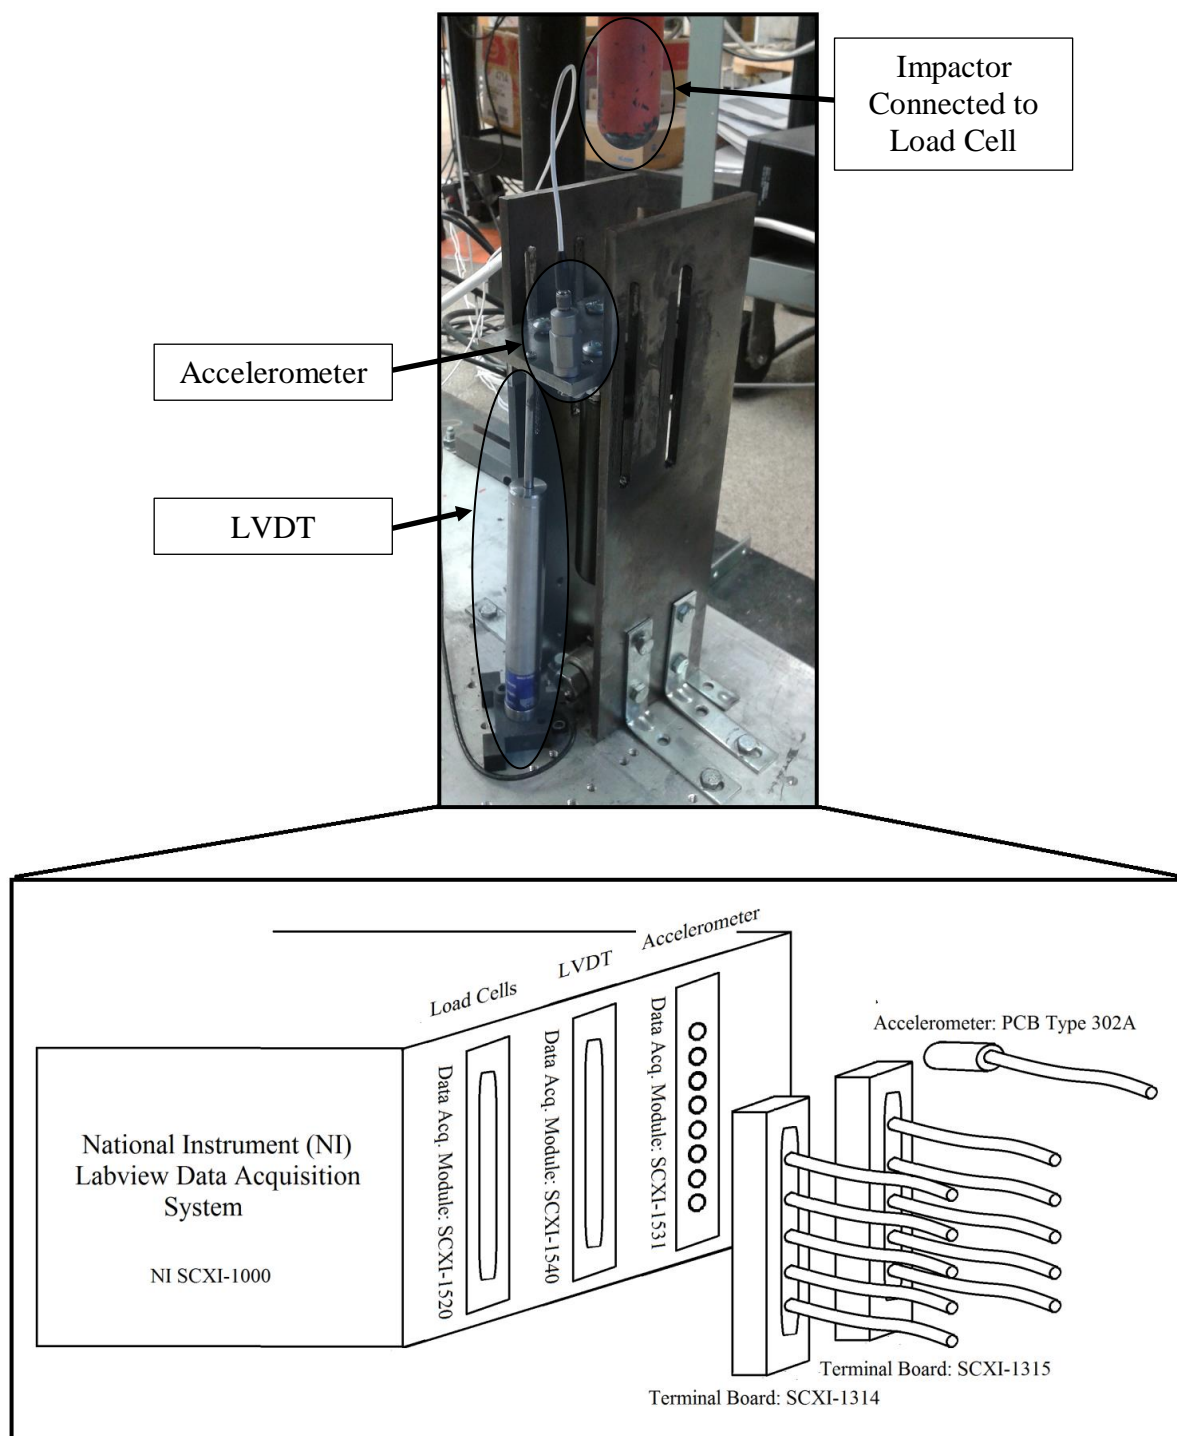 Impactor
Connected to
Load Cell
Accelerometer
LVDT
Load Cells
LVDT
Accelerometer
Data Acq. Module: SCXI-1520
Data Acq. Module: SCXI-1540
Data Acq. Module: SCXI-1531
National Instrument (NI)
Labview Data Acquisition
System
NI SCXI-1000
Accelerometer: PCB Type 302A
Terminal Board: SCXI-1315
Terminal Board: SCXI-1314